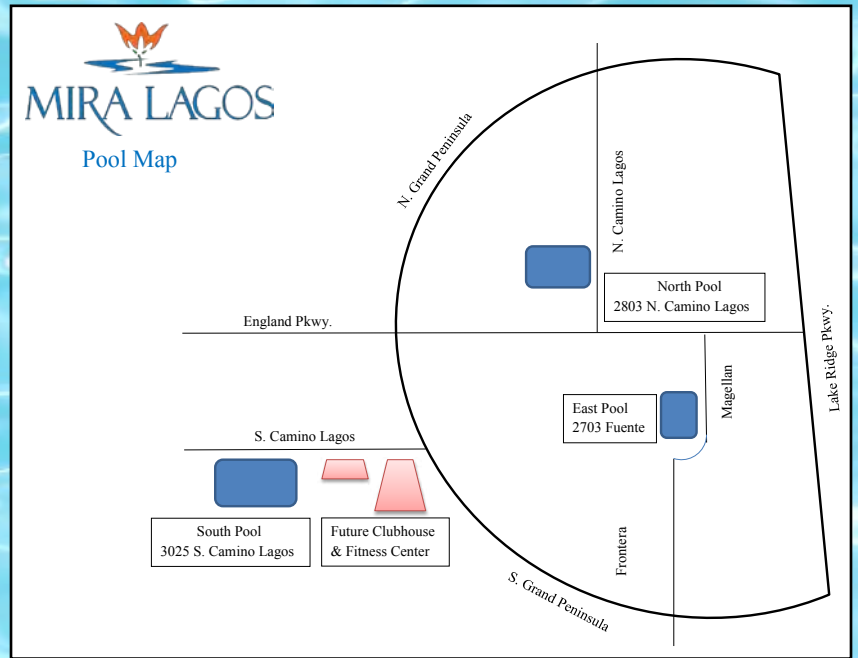 MIRA LAGOS
Pool Map
N. Grand Peninsula
N. Camino Lagos
North Pool
2803 N. Camino Lagos
England Pkwy.
Lake Ridge Pkwy.
Magellan
East Pool
2703 Fuente
S. Camino Lagos
South Pool
3025 S. Camino Lagos
Future Clubhouse
& Fitness Center
Frontera
S. Grand Peninsula